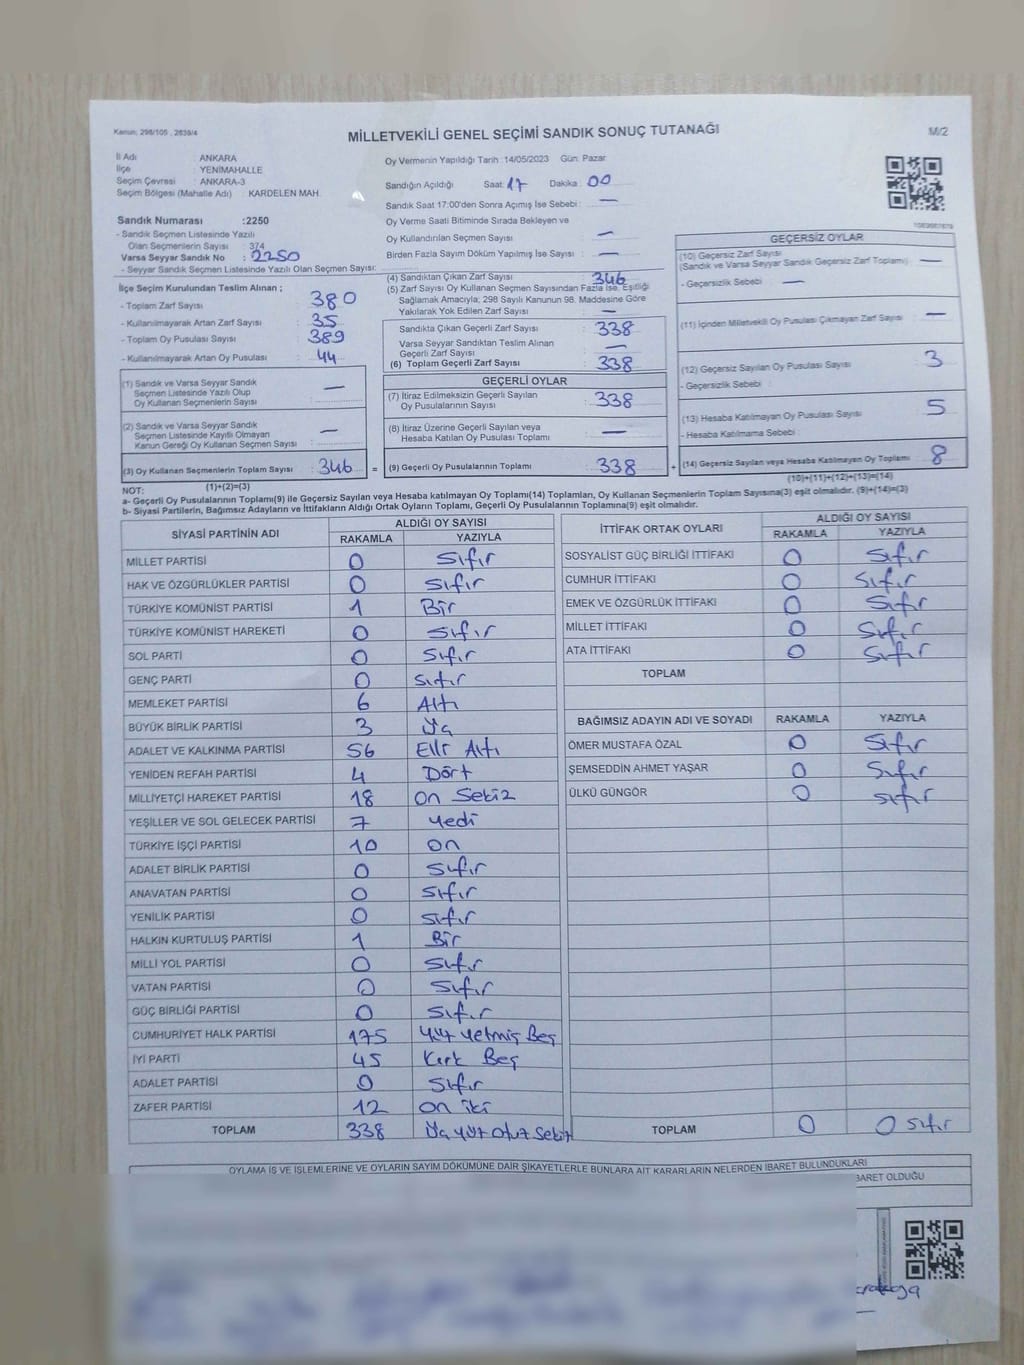 Kanun: 298/105 , 2839/4
MİLLETVEKİLİ GENEL SEÇİMİ SANDIK SONUÇ TUTANAĞI
M/2
İl Adı ANKARA
İlçe YENİMAHALLE
Seçim Çevresi : ANKARA-3
Seçim Bölgesi (Mahalle Adı) : KARDELEN MAH.
Sandık Numarası :2250
- Sandık Seçmen Listesinde Yazılı
Olan Seçmenlerin Sayısı : 374
Varsa Seyyar Sandık No : 2250
- Seyyar Sandık Seçmen Listesinde Yazılı Olan Seçmen Sayısı:
İlçe Seçim Kurulundan Teslim Alınan ;
- Toplam Zarf Sayısı 380
- Kullanılmayarak Artan Zarf Sayısı : 35
- Toplam Oy Pusulası Sayısı : 389
- Kullanılmayarak Artan Oy Pusulası : 44
(1) Sandık ve Varsa Seyyar Sandık
Seçmen Listesinde Yazılı Olup
Oy Kullanan Seçmenlerin Sayısı : —
(2) Sandık ve Varsa Seyyar Sandık
Seçmen Listesinde Kayıtlı Olmayan
Kanun Gereği Oy Kullanan Seçmen Sayısı : —
(3) Oy Kullanan Seçmenlerin Toplam Sayısı : 346 =
(1)+(2)=(3)
Oy Vermenin Yapıldığı Tarih : 14/05/2023 Gün: Pazar
Sandığın Açıldığı Saat: 17 Dakika : 00
Sandık Saat 17:00'den Sonra Açılmış İse Sebebi : —
Oy Verme Saati Bitiminde Sırada Bekleyen ve
Oy Kullandırılan Seçmen Sayısı : —
Birden Fazla Sayım Döküm Yapılmış İse Sayısı : —
(4) Sandıktan Çıkan Zarf Sayısı : 346
(5) Zarf Sayısı Oy Kullanan Seçmen Sayısından Fazla İse, Eşitliği
Sağlamak Amacıyla; 298 Sayılı Kanunun 98. Maddesine Göre
Yakılarak Yok Edilen Zarf Sayısı : —
Sandıkta Çıkan Geçerli Zarf Sayısı : 338
Varsa Seyyar Sandıktan Teslim Alınan
Geçerli Zarf Sayısı : —
(6) Toplam Geçerli Zarf Sayısı : 338
GEÇERLİ OYLAR
(7) İtiraz Edilmeksizin Geçerli Sayılan
Oy Pusulalarının Sayısı : 338
(8) İtiraz Üzerine Geçerli Sayılan veya
Hesaba Katılan Oy Pusulası Toplamı : —
(9) Geçerli Oy Pusulalarının Toplamı : 338 +
GEÇERSİZ OYLAR
(10) Geçersiz Zarf Sayısı
(Sandık ve Varsa Seyyar Sandık Geçersiz Zarf Toplamı) : —
- Geçersizlik Sebebi : —
(11) İçinden Milletvekili Oy Pusulası Çıkmayan Zarf Sayısı : —
(12) Geçersiz Sayılan Oy Pusulası Sayısı : 3
- Geçersizlik Sebebi :
(13) Hesaba Katılmayan Oy Pusulası Sayısı : 5
- Hesaba Katılmama Sebebi :
(14) Geçersiz Sayılan veya Hesaba Katılmayan Oy Toplamı : 8
(10)+(11)+(12)+(13)=(14)
NOT:
a- Geçerli Oy Pusulalarının Toplamı(9) ile Geçersiz Sayılan veya Hesaba katılmayan Oy Toplamı(14) Toplamları, Oy Kullanan Seçmenlerin Toplam Sayısına(3) eşit olmalıdır. (9)+(14)=(3)
b- Siyasi Partilerin, Bağımsız Adayların ve İttifakların Aldığı Ortak Oyların Toplamı, Geçerli Oy Pusulalarının Toplamına(9) eşit olmalıdır.
SİYASİ PARTİNİN ADI ALDIĞI OY SAYISI
RAKAMLA YAZIYLA
MİLLET PARTİSİ 0 Sıfır
HAK VE ÖZGÜRLÜKLER PARTİSİ 0 Sıfır
TÜRKİYE KOMÜNİST PARTİSİ 1 Bir
TÜRKİYE KOMÜNİST HAREKETİ 0 Sıfır
SOL PARTİ 0 Sıfır
GENÇ PARTİ 0 Sıfır
MEMLEKET PARTİSİ 6 Altı
BÜYÜK BİRLİK PARTİSİ 3 Üç
ADALET VE KALKINMA PARTİSİ 56 Elli Altı
YENİDEN REFAH PARTİSİ 4 Dört
MİLLİYETÇİ HAREKET PARTİSİ 18 On Sekiz
YEŞİLLER VE SOL GELECEK PARTİSİ 7 Yedi
TÜRKİYE İŞÇİ PARTİSİ 10 On
ADALET BİRLİK PARTİSİ 0 Sıfır
ANAVATAN PARTİSİ 0 Sıfır
YENİLİK PARTİSİ 0 Sıfır
HALKIN KURTULUŞ PARTİSİ 1 Bir
MİLLİ YOL PARTİSİ 0 Sıfır
VATAN PARTİSİ 0 Sıfır
GÜÇ BİRLİĞİ PARTİSİ 0 Sıfır
CUMHURİYET HALK PARTİSİ 175 Yüz Yetmiş Beş
İYİ PARTİ 45 Kırk Beş
ADALET PARTİSİ 0 Sıfır
ZAFER PARTİSİ 12 On iki
TOPLAM 338 Üç yüz Otuz Sekiz
İTTİFAK ORTAK OYLARI ALDIĞI OY SAYISI
RAKAMLA YAZIYLA
SOSYALİST GÜÇ BİRLİĞİ İTTİFAKI 0 Sıfır
CUMHUR İTTİFAKI 0 Sıfır
EMEK VE ÖZGÜRLÜK İTTİFAKI 0 Sıfır
MİLLET İTTİFAKI 0 Sıfır
ATA İTTİFAKI 0 Sıfır
TOPLAM
BAĞIMSIZ ADAYIN ADI VE SOYADI RAKAMLA YAZIYLA
ÖMER MUSTAFA ÖZAL 0 Sıfır
ŞEMSEDDİN AHMET YAŞAR 0 Sıfır
ÜLKÜ GÜNGÖR 0 Sıfır
TOPLAM 0 0 Sıfır
OYLAMA İŞ VE İŞLEMLERİNE VE OYLARIN SAYIM DÖKÜMÜNE DAİR ŞİKAYETLERLE BUNLARA AİT KARARLARIN NELERDEN İBARET BULUNDUKLARI
BARET OLDUĞU